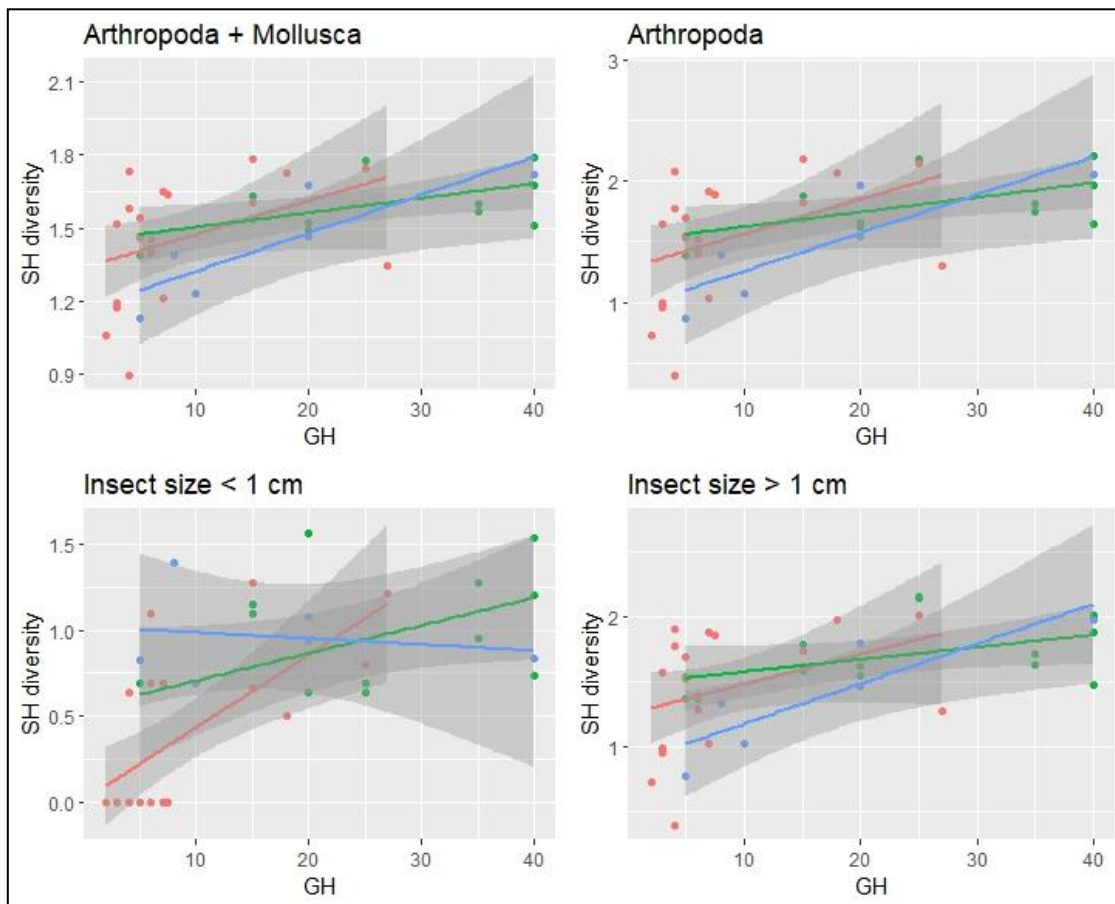 Arthropoda + Mollusca
2.1
1.8
1.5
1.2
0.9
SH diversity
10 20 30 40
GH
Arthropoda
3
2
1
SH diversity
10 20 30 40
GH
Insect size < 1 cm
1.5
1.0
0.5
0.0
SH diversity
10 20 30 40
GH
Insect size > 1 cm
2
1
SH diversity
10 20 30 40
GH